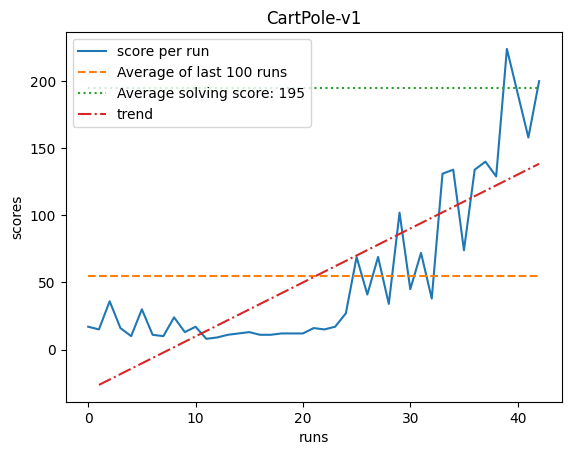 CartPole-v1
score per run
Average of last 100 runs
Average solving score: 195
trend
scores
200
150
100
50
0
0 10 20 30 40
runs